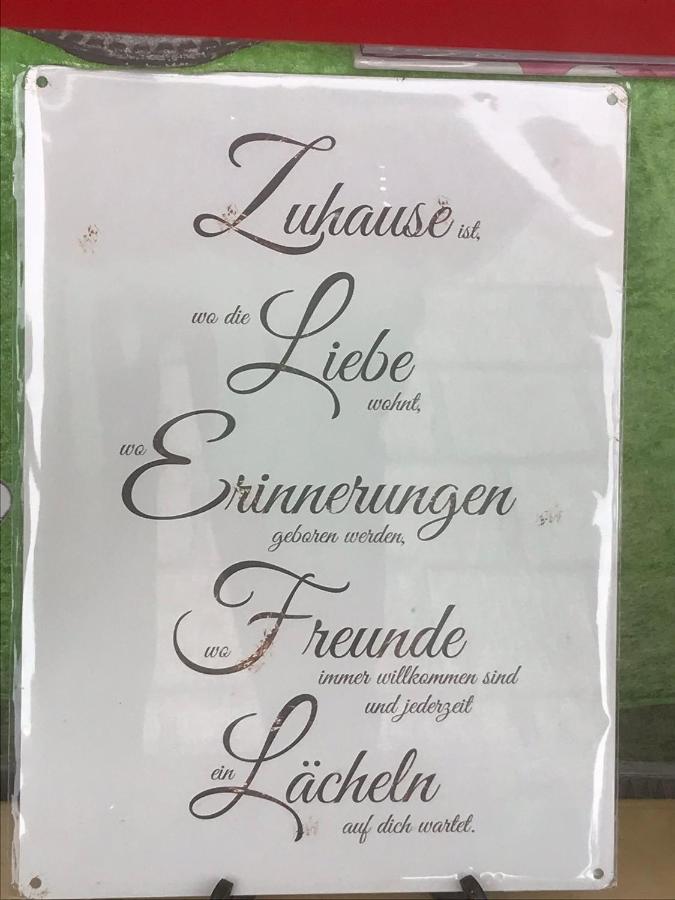 Zuhause ist,
wo die Liebe
wohnt,
wo Erinnerungen
geboren werden,
wo Freunde
immer willkommen sind
und jederzeit
ein Lächeln
auf dich wartet.